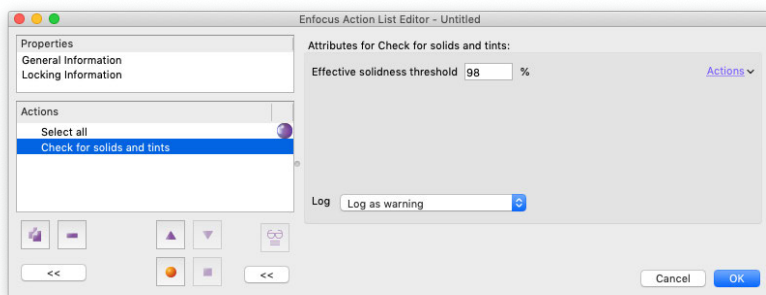 Enfocus Action List Editor - Untitled
Properties
General Information
Locking Information
Actions
Select all
Check for solids and tints
<<
<<
Attributes for Check for solids and tints:
Effective solidness threshold 98 %
Actions
Log Log as warning
Cancel OK